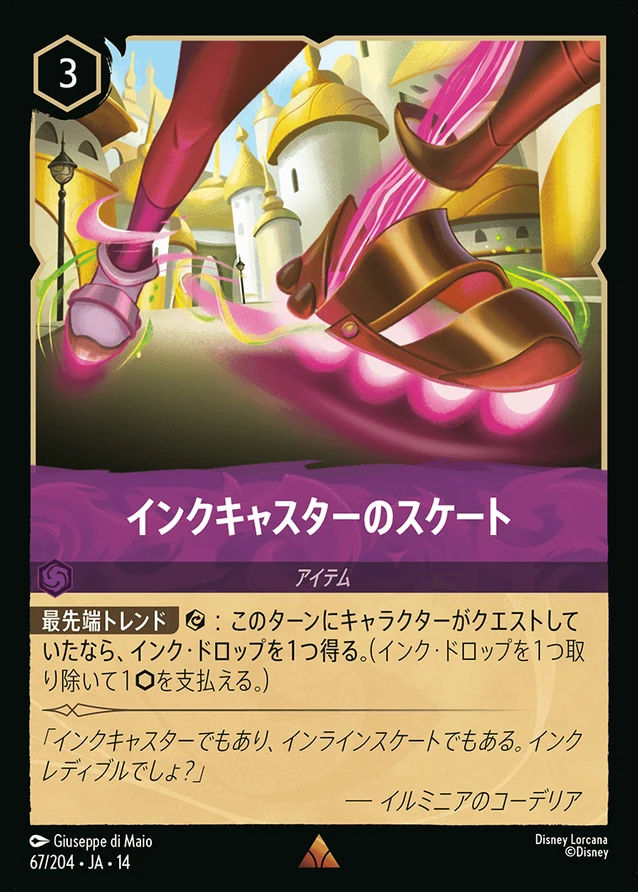 3
インクキャスターのスケート
アイテム
最先端トレンド : このターンにキャラクターがクエストして
いたなら、インク・ドロップを1つ得る。(インク・ドロップを1つ取
り除いて1⬡を支払える。)
「インクキャスターでもあり、インラインスケートでもある。インク
レディブルでしょ?」
— イルミニアのコーデリア
Giuseppe di Maio
67/204 • JA • 14
Disney Lorcana
©Disney